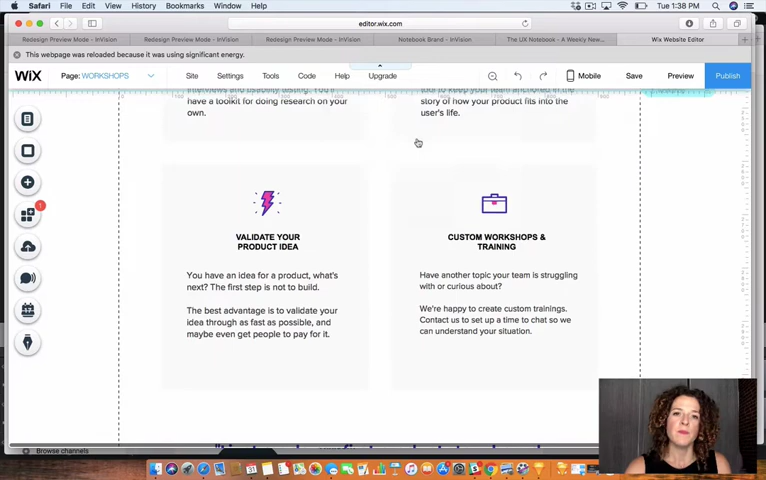 Safari File Edit View History Bookmarks Window Help Tue 1:38 PM
editor.wix.com
Redesign Preview Mode - InVision Redesign Preview Mode - InVision Redesign Preview Mode - InVision Notebook Brand - InVision The UX Notebook - A Weekly New... Wix Website Editor
This webpage was reloaded because it was using significant energy.
WIX Page: WORKSHOPS Site Settings Tools Code Help Upgrade Mobile Save Preview Publish
interviews and usability testing. You'll
have a toolkit for doing research on your
own.
tool to keep your team anchored in the
story of how your product fits into the
user's life.
1
VALIDATE YOUR
PRODUCT IDEA
You have an idea for a product, what's
next? The first step is not to build.
The best advantage is to validate your
idea through as fast as possible, and
maybe even get people to pay for it.
CUSTOM WORKSHOPS &
TRAINING
Have another topic your team is struggling
with or curious about?
We're happy to create custom trainings.
Contact us to set up a time to chat so we
can understand your situation.
Browse channels